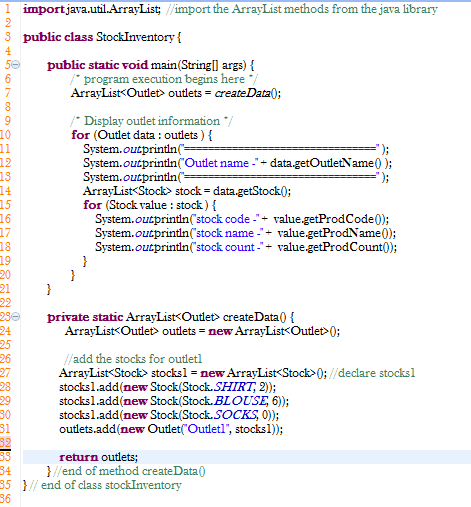 1 import java.util.ArrayList; //import the ArrayList methods from the java library
2
3 public class StockInventory {
4
5 public static void main(String[] args) {
6 /* program execution begins here */
7 ArrayList<Outlet> outlets = createData();
8
9 /* Display outlet information */
10 for (Outlet data : outlets ) {
11 System.out.println("==================================" );
12 System.out.println("Outlet name -" + data.getOutletName() );
13 System.out.println("==================================" );
14 ArrayList<Stock> stock = data.getStock();
15 for (Stock value : stock) {
16 System.out.println("stock code -" + value.getProdCode());
17 System.out.println("stock name -" + value.getProdName());
18 System.out.println("stock count -" + value.getProdCount());
19 }
20 }
21 }
22
23 private static ArrayList<Outlet> createData() {
24 ArrayList<Outlet> outlets = new ArrayList<Outlet>();
25
26 //add the stocks for outlet1
27 ArrayList<Stock> stocks1 = new ArrayList<Stock>(); //declare stocks1
28 stocks1.add(new Stock(Stock.SHIRT, 2));
29 stocks1.add(new Stock(Stock.BLOUSE, 6));
30 stocks1.add(new Stock(Stock.SOCKS, 0));
31 outlets.add(new Outlet("Outlet1", stocks1));
32
33 return outlets;
34 } //end of method createData()
35 } // end of class stockInventory
36